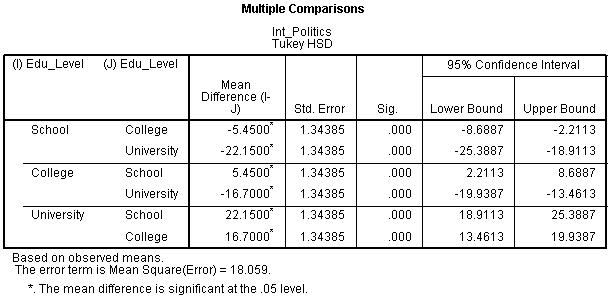 Multiple Comparisons
Int_Politics
Tukey HSD
(I) Edu_Level (J) Edu_Level Mean Difference (I-J) Std. Error Sig. 95% Confidence Interval
Lower Bound Upper Bound
School College -5.4500* 1.34385 .000 -8.6887 -2.2113
University -22.1500* 1.34385 .000 -25.3887 -18.9113
College School 5.4500* 1.34385 .000 2.2113 8.6887
University -16.7000* 1.34385 .000 -19.9387 -13.4613
University School 22.1500* 1.34385 .000 18.9113 25.3887
College 16.7000* 1.34385 .000 13.4613 19.9387
Based on observed means.
The error term is Mean Square(Error) = 18.059.
*. The mean difference is significant at the .05 level.